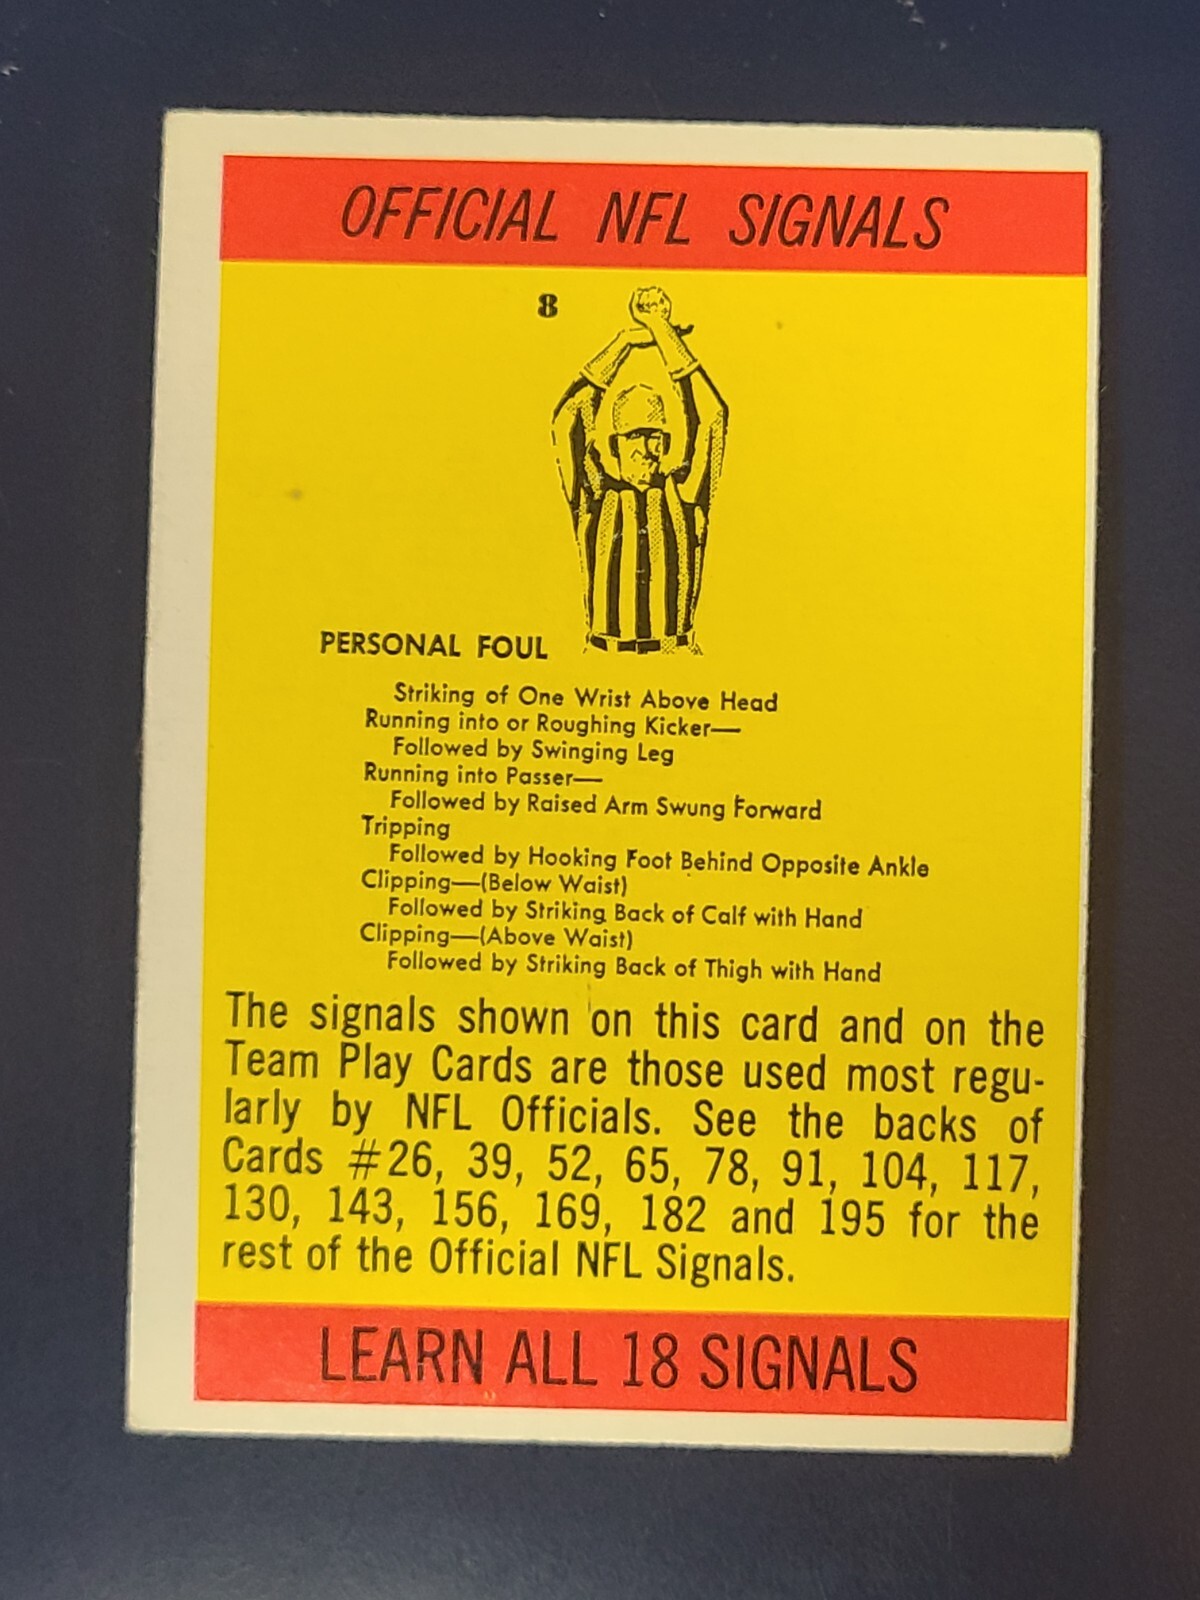 OFFICIAL NFL SIGNALS
8
PERSONAL FOUL
Striking of One Wrist Above Head
Running into or Roughing Kicker—
Followed by Swinging Leg
Running into Passer—
Followed by Raised Arm Swung Forward
Tripping
Followed by Hooking Foot Behind Opposite Ankle
Clipping—(Below Waist)
Followed by Striking Back of Calf with Hand
Clipping—(Above Waist)
Followed by Striking Back of Thigh with Hand
The signals shown on this card and on the
Team Play Cards are those used most regu-
larly by NFL Officials. See the backs of
Cards #26, 39, 52, 65, 78, 91, 104, 117,
130, 143, 156, 169, 182 and 195 for the
rest of the Official NFL Signals.
LEARN ALL 18 SIGNALS